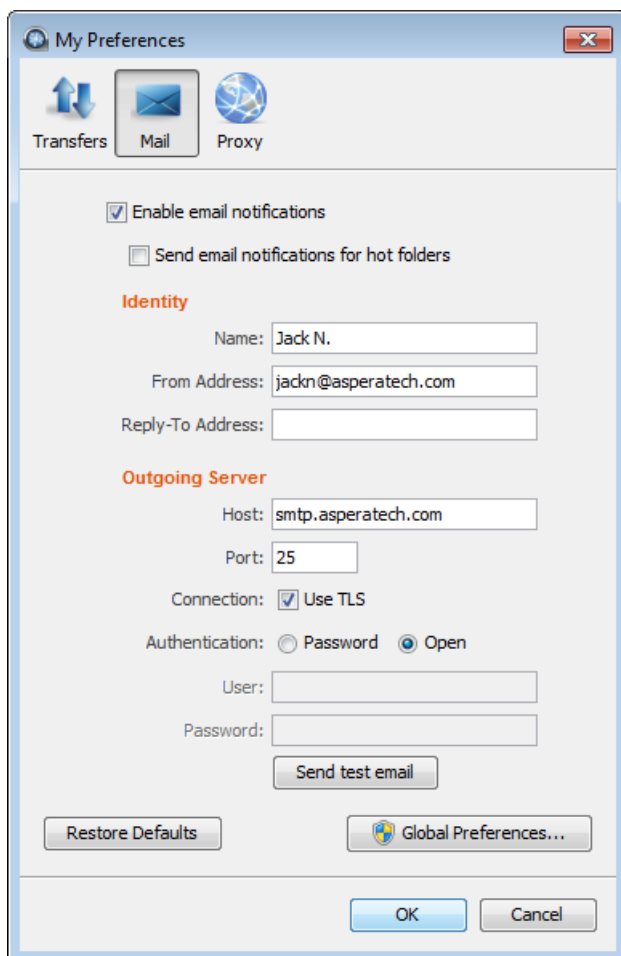 My Preferences
Transfers Mail Proxy
Enable email notifications
Send email notifications for hot folders
Identity
Name: Jack N.
From Address: jackn@asperatech.com
Reply-To Address:
Outgoing Server
Host: smtp.asperatech.com
Port: 25
Connection: Use TLS
Authentication: Password Open
User:
Password:
Send test email
Restore Defaults Global Preferences...
OK Cancel